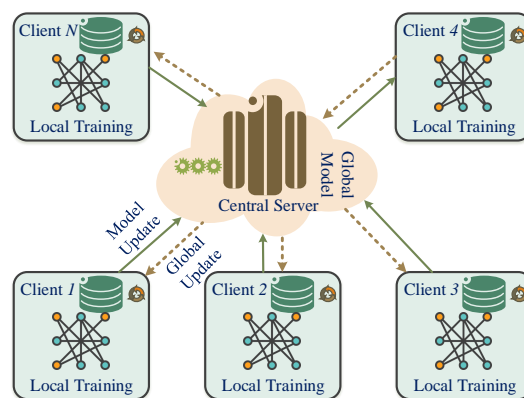 Client N
Local Training
Client 4
Local Training
Global
Model
Central Server
Model
Update
Global
Update
Client 1
Local Training
Client 2
Local Training
Client 3
Local Training